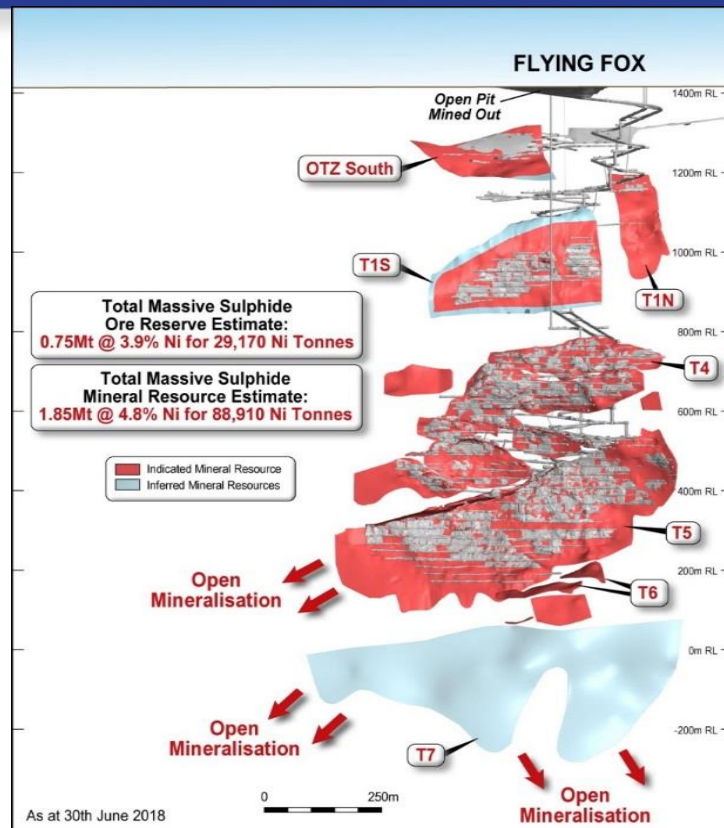 FLYING FOX
Open Pit
Mined Out
1400m RL
OTZ South
1200m RL
T1S
1000m RL
T1N
Total Massive Sulphide
Ore Reserve Estimate:
0.75Mt @ 3.9% Ni for 29,170 Ni Tonnes
800m RL
T4
Total Massive Sulphide
Mineral Resource Estimate:
1.85Mt @ 4.8% Ni for 88,910 Ni Tonnes
600m RL
Indicated Mineral Resource
Inferred Mineral Resources
400m RL
T5
Open
Mineralisation
200m RL
T6
0m RL
Open
Mineralisation
T7
-200m RL
As at 30th June 2018
0 250m
Open
Mineralisation